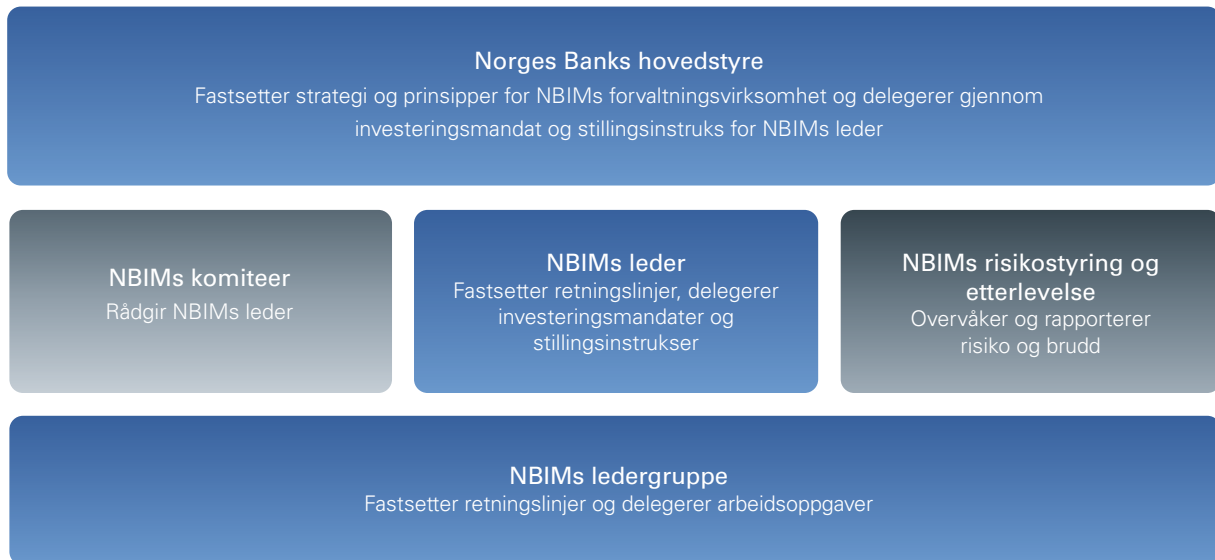 Norges Banks hovedstyre
Fastsetter strategi og prinsipper for NBIMs forvaltningsvirksomhet og delegerer gjennom
investeringsmandat og stillingsinstruks for NBIMs leder
NBIMs komiteer
Rådgir NBIMs leder
NBIMs leder
Fastsetter retningslinjer, delegerer
investeringsmandater og
stillingsinstrukser
NBIMs risikostyring og
etterlevelse
Overvåker og rapporterer
risiko og brudd
NBIMs ledergruppe
Fastsetter retningslinjer og delegerer arbeidsoppgaver